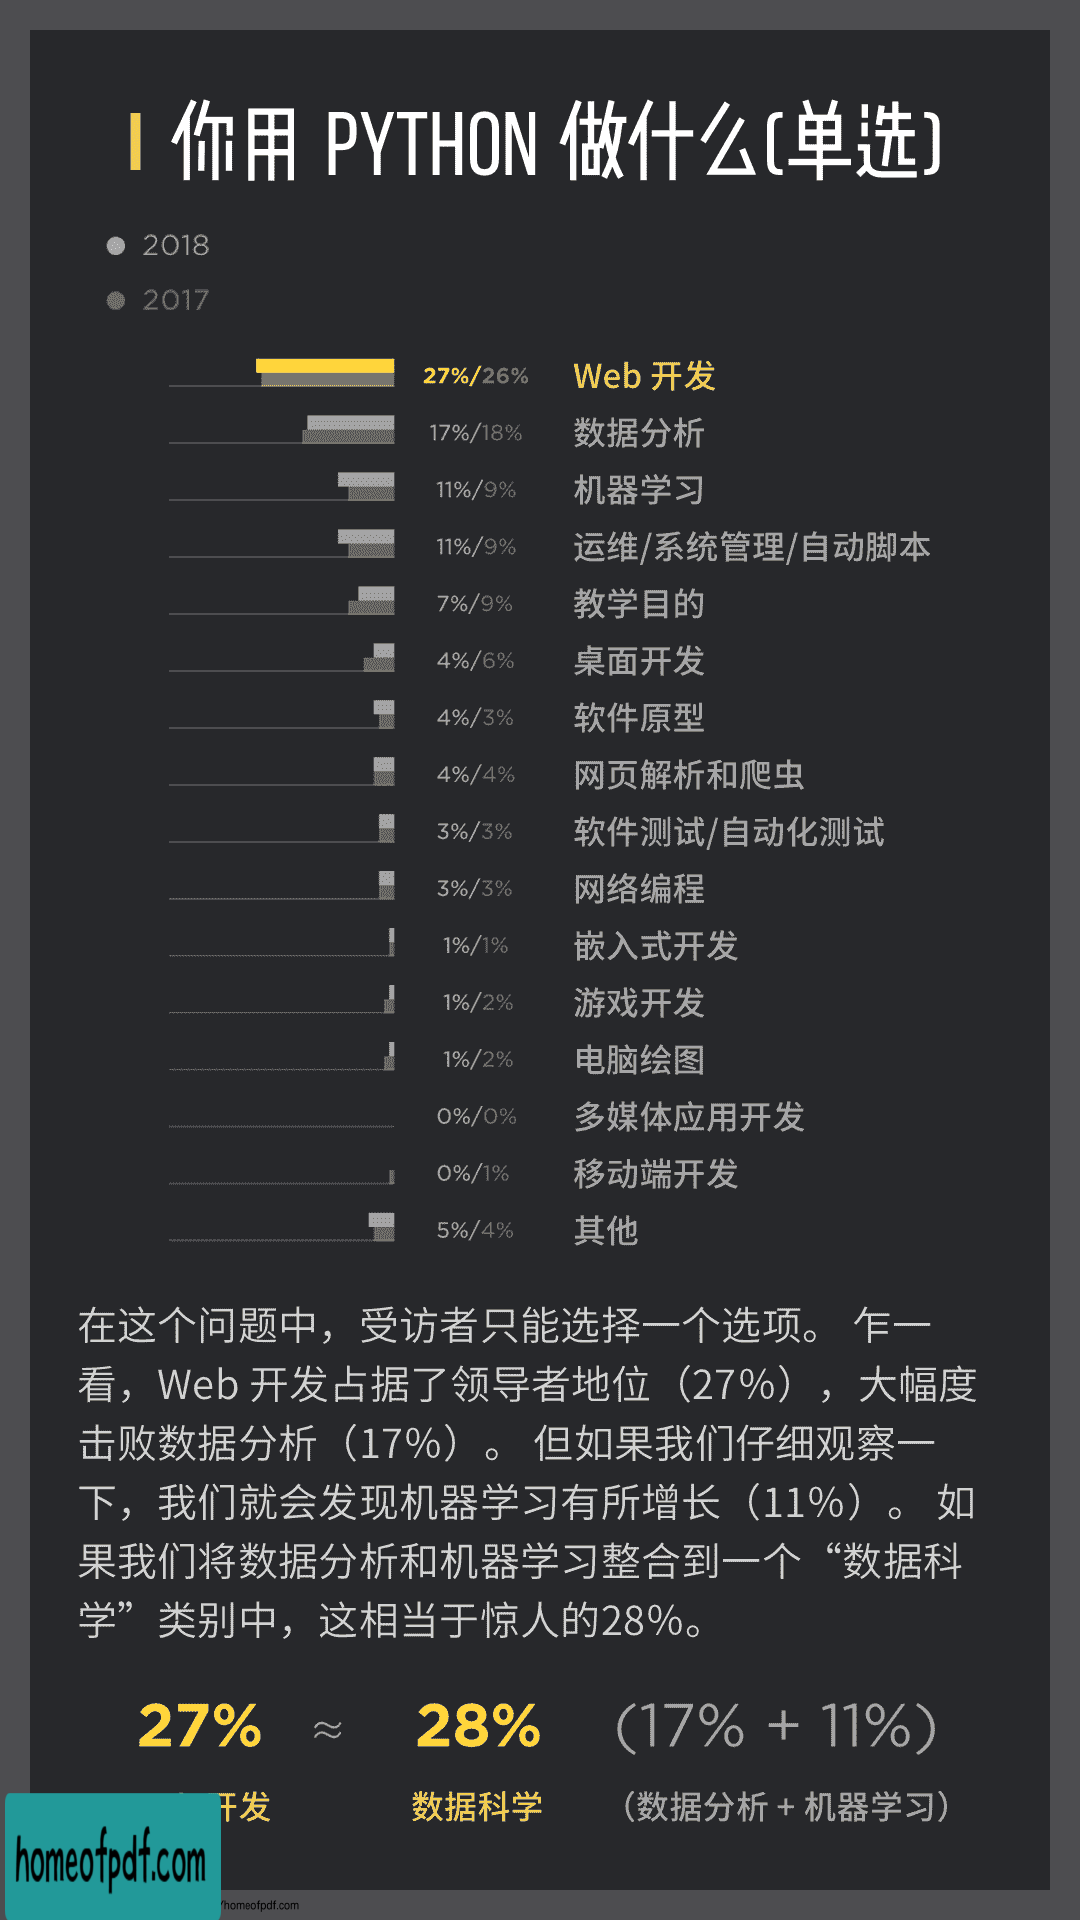 你用 PYTHON 做什么(单选)
2018
2017
27%/26% Web 开发
17%/18% 数据分析
11%/9% 机器学习
11%/9% 运维/系统管理/自动脚本
7%/9% 教学目的
4%/6% 桌面开发
4%/3% 软件原型
4%/4% 网页解析和爬虫
3%/3% 软件测试/自动化测试
3%/3% 网络编程
1%/1% 嵌入式开发
1%/2% 游戏开发
1%/2% 电脑绘图
0%/0% 多媒体应用开发
0%/1% 移动端开发
5%/4% 其他
在这个问题中，受访者只能选择一个选项。 乍一
看，Web 开发占据了领导者地位（27%），大幅度
击败数据分析（17%）。 但如果我们仔细观察一
下，我们就会发现机器学习有所增长（11%）。 如
果我们将数据分析和机器学习整合到一个“数据科
学”类别中，这相当于惊人的28%。
27% ≈ 28% (17% + 11%)
开发 数据科学 （数据分析 + 机器学习）
homeofpdf.com
/homeofpdf.com